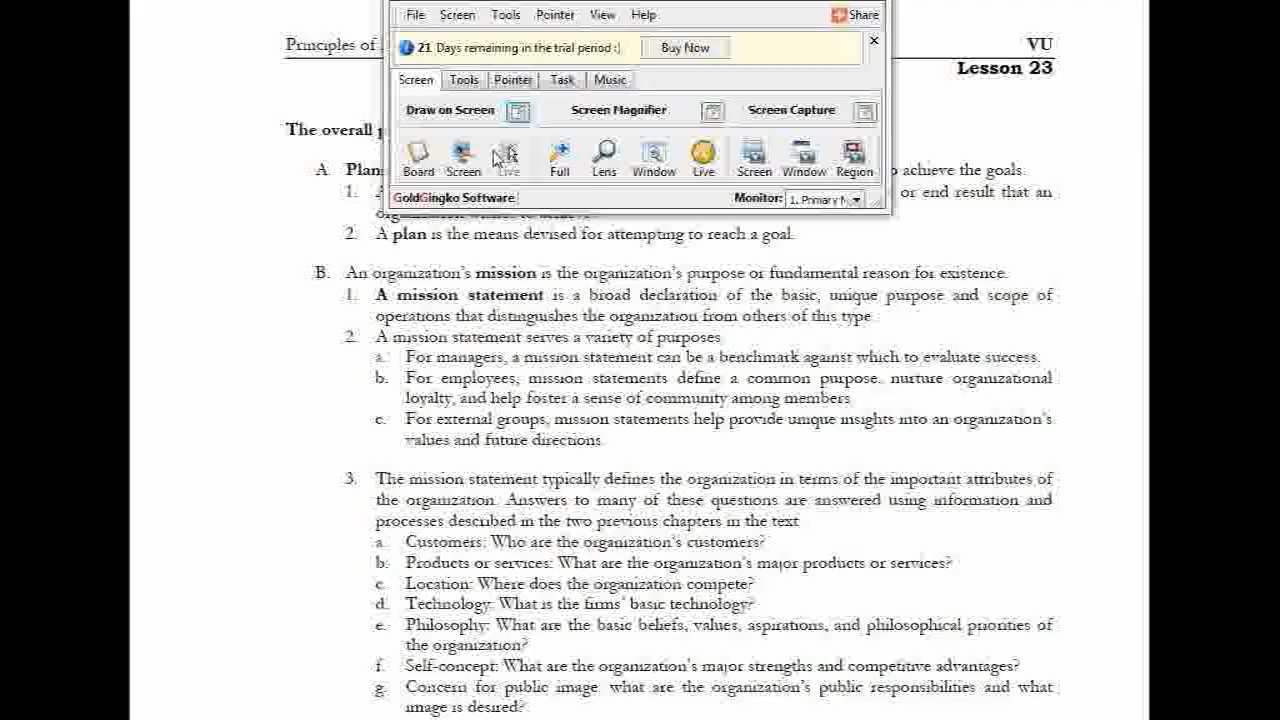 File Screen Tools Pointer View Help Share
21 Days remaining in the trial period :) Buy Now
Screen Tools Pointer Task Music
Draw on Screen Screen Magnifier Screen Capture
Board Screen Live Full Lens Window Live Screen Window Region
GoldGingko Software Monitor: 1. Primary
Principles of VU
Lesson 23
The overall
A. achieve the goals.
1. or end result that an
2. A plan is the means devised for attempting to reach a goal.
B. An organization's mission is the organization's purpose or fundamental reason for existence.
1. A mission statement is a broad declaration of the basic, unique purpose and scope of
operations that distinguishes the organization from others of this type
2. A mission statement serves a variety of purposes
a. For managers, a mission statement can be a benchmark against which to evaluate success.
b. For employees, mission statements define a common purpose, nurture organizational
loyalty, and help foster a sense of community among members
c. For external groups, mission statements help provide unique insights into an organization's
values and future directions.
3. The mission statement typically defines the organization in terms of the important attributes of
the organization. Answers to many of these questions are answered using information and
processes described in the two previous chapters in the text
a. Customers: Who are the organization's customers?
b. Products or services: What are the organization's major products or services?
c. Location: Where does the organization compete?
d. Technology: What is the firms' basic technology?
e. Philosophy: What are the basic beliefs, values, aspirations, and philosophical priorities of
the organization?
f. Self-concept: What are the organization's major strengths and competitive advantages?
g. Concern for public image: what are the organization's public responsibilities and what
image is desired?